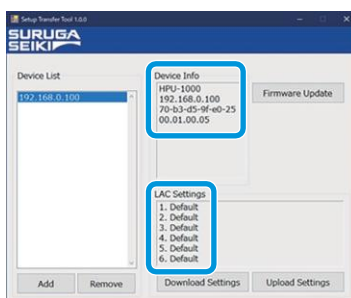 Setup Transfer Tool 1.0.0
SURUGA
SEIKI
Device List
192.168.0.100
Device Info
HPU-1000
192.168.0.100
70-b3-d5-9f-e0-25
00.01.00.05
Firmware Update
LAC Settings
1. Default
2. Default
3. Default
4. Default
5. Default
6. Default
Add
Remove
Download Settings
Upload Settings